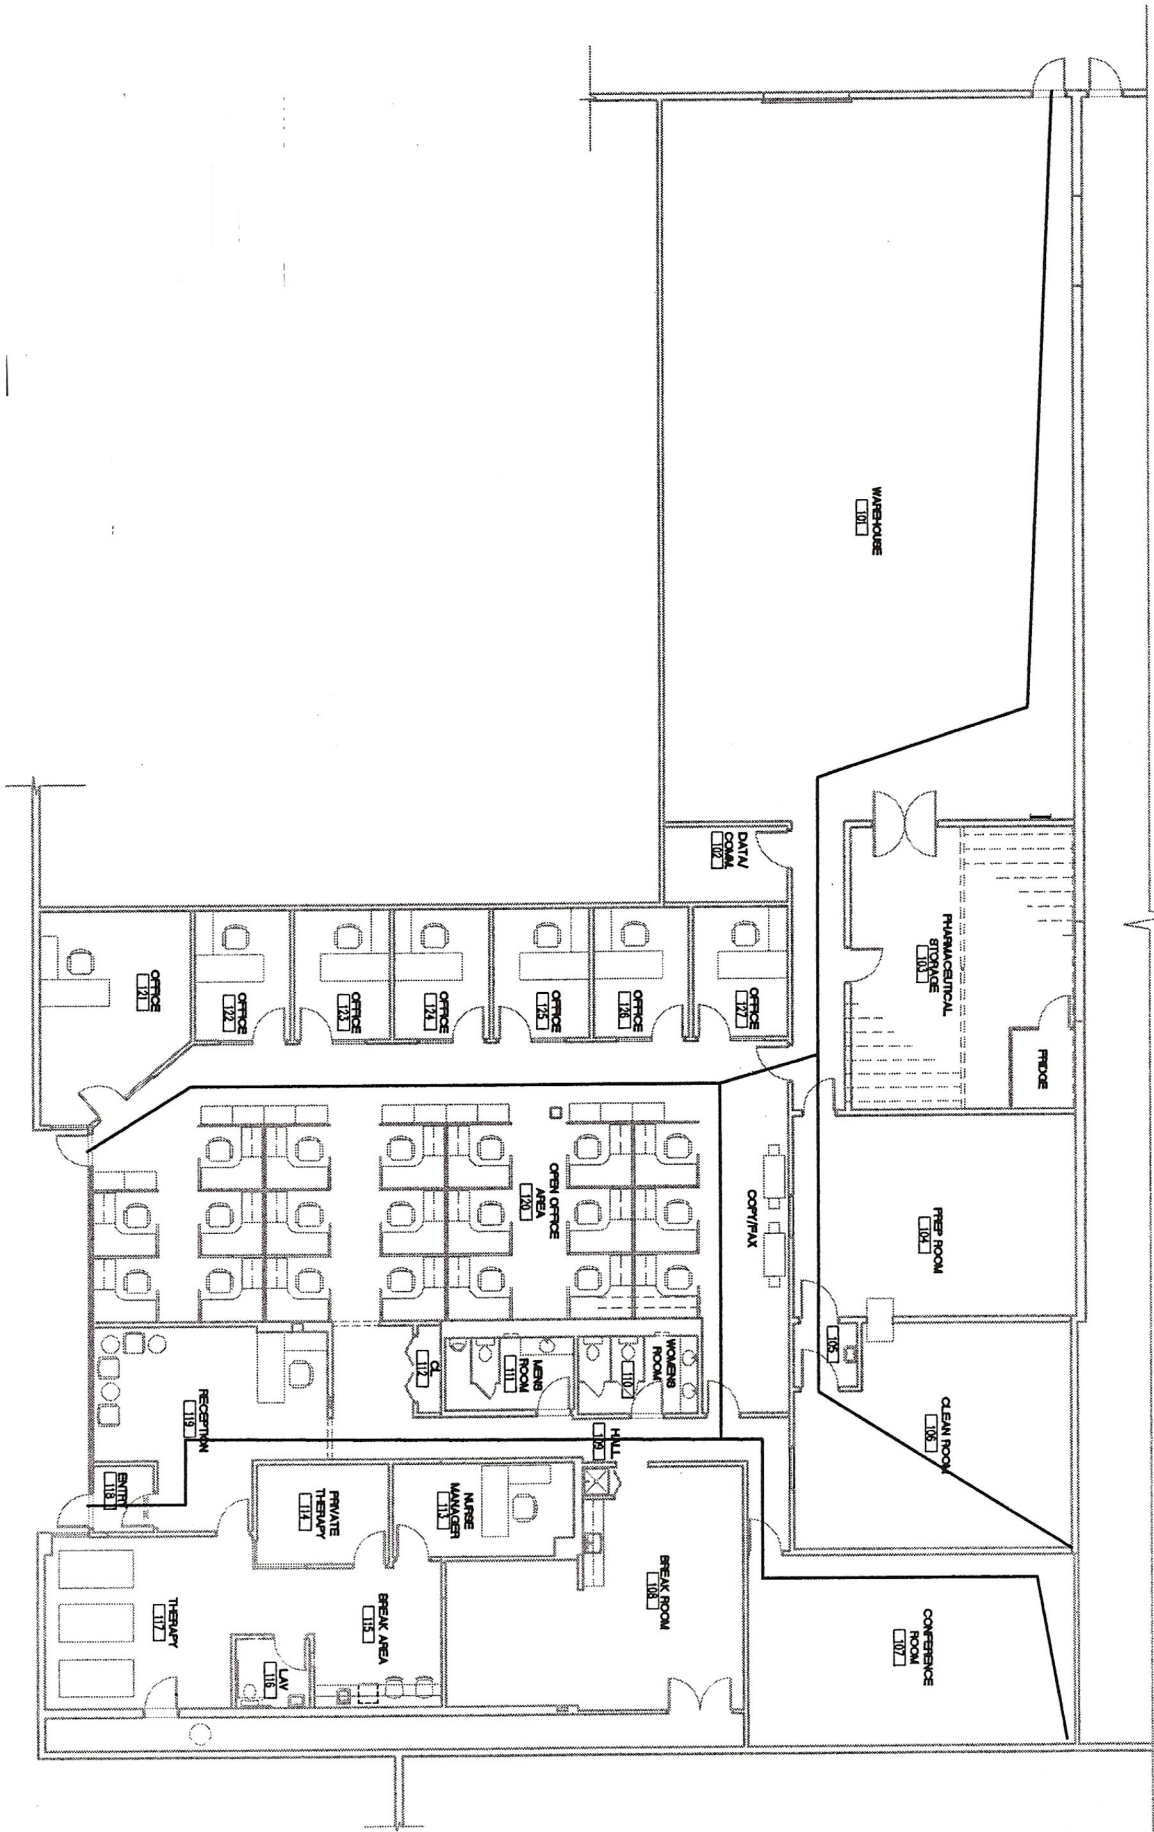 WAREHOUSE
101
DATA/
COMM.
102
PHARMACEUTICAL
STORAGE
103
FRIDGE
OFFICE
121
OFFICE
122
OFFICE
123
OFFICE
124
OFFICE
125
OFFICE
126
OFFICE
127
OPEN OFFICE
AREA
120
COPY/FAX
PREP ROOM
104
105
CLEAN ROOM
106
CL
112
MENS
ROOM
111
WOMENS
ROOM
110
RECEPTION
119
HALL
109
ENTRY
118
PRIVATE
THERAPY
114
NURSE
MANAGER
113
BREAK ROOM
108
THERAPY
117
LAV
116
BREAK AREA
115
CONFERENCE
ROOM
107